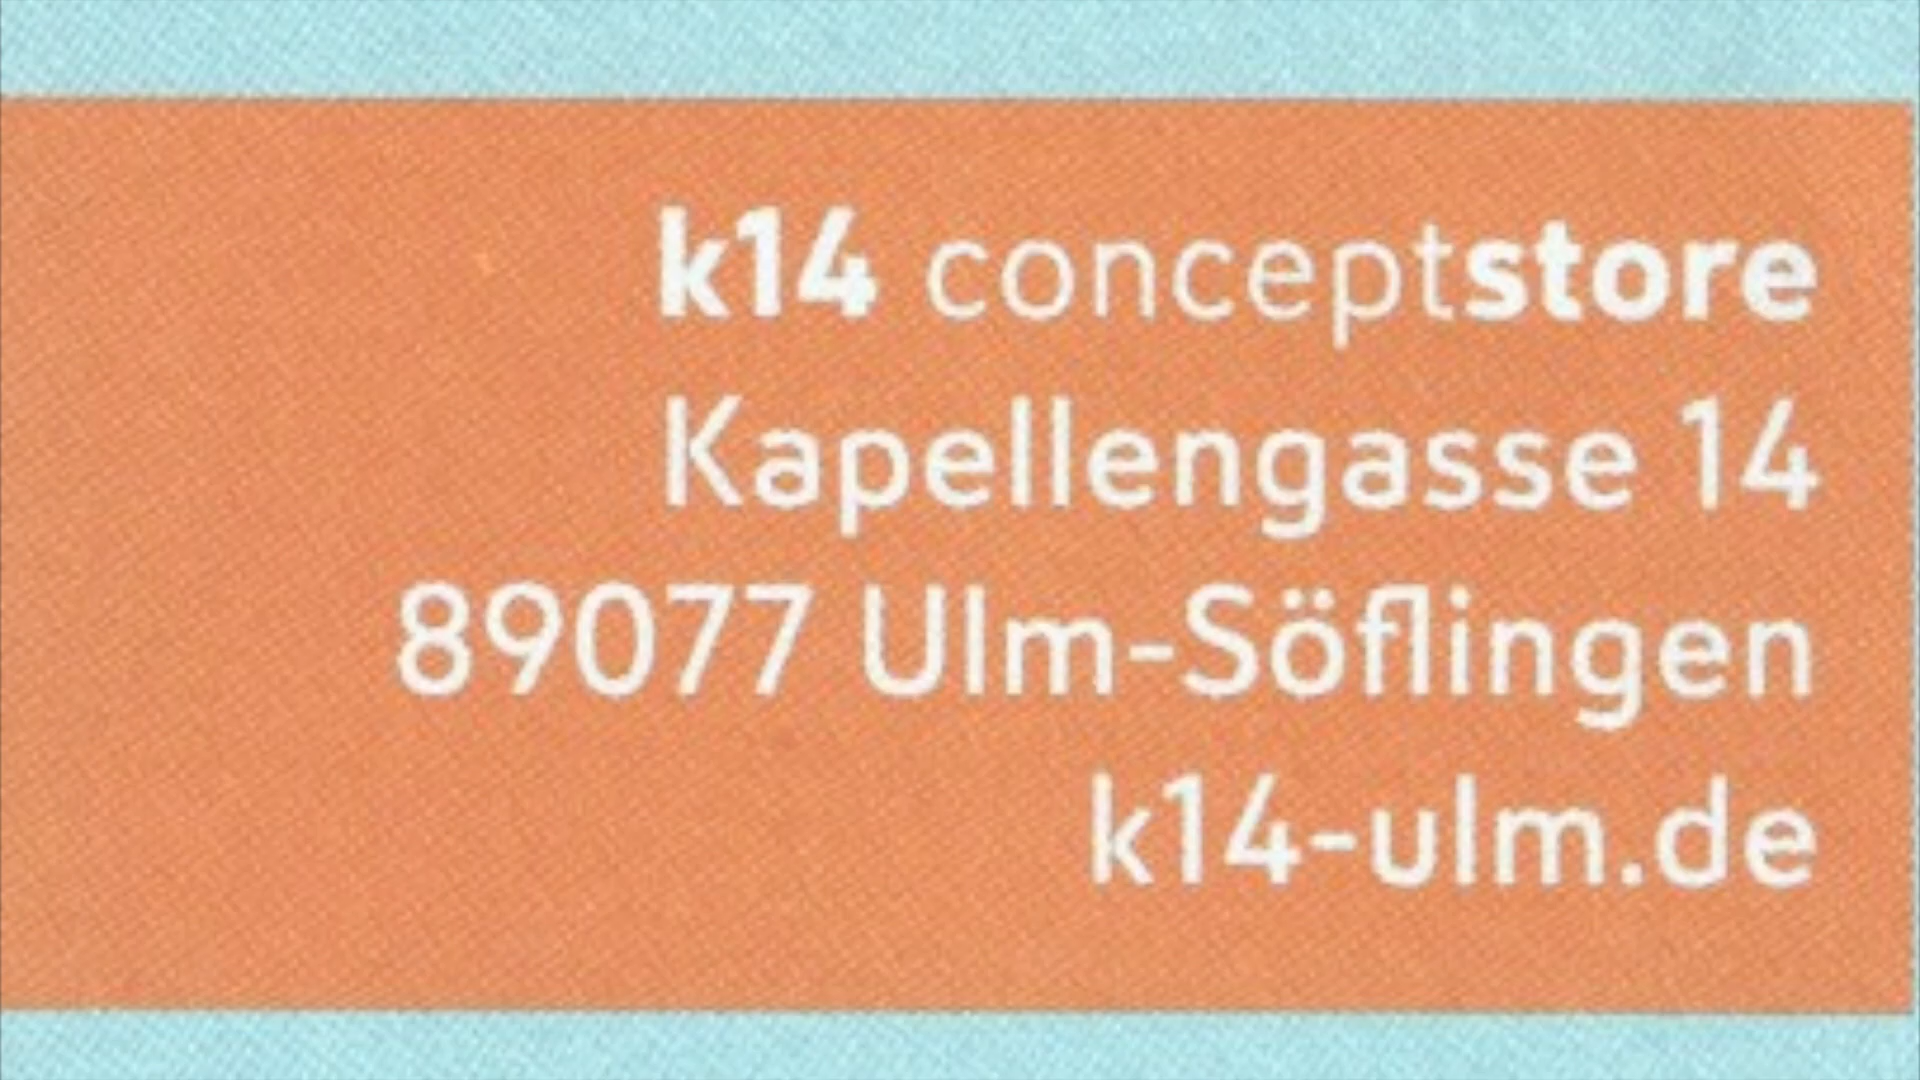 k14 conceptstore
Kapellengasse 14
89077 Ulm-Söflingen
k14-ulm.de